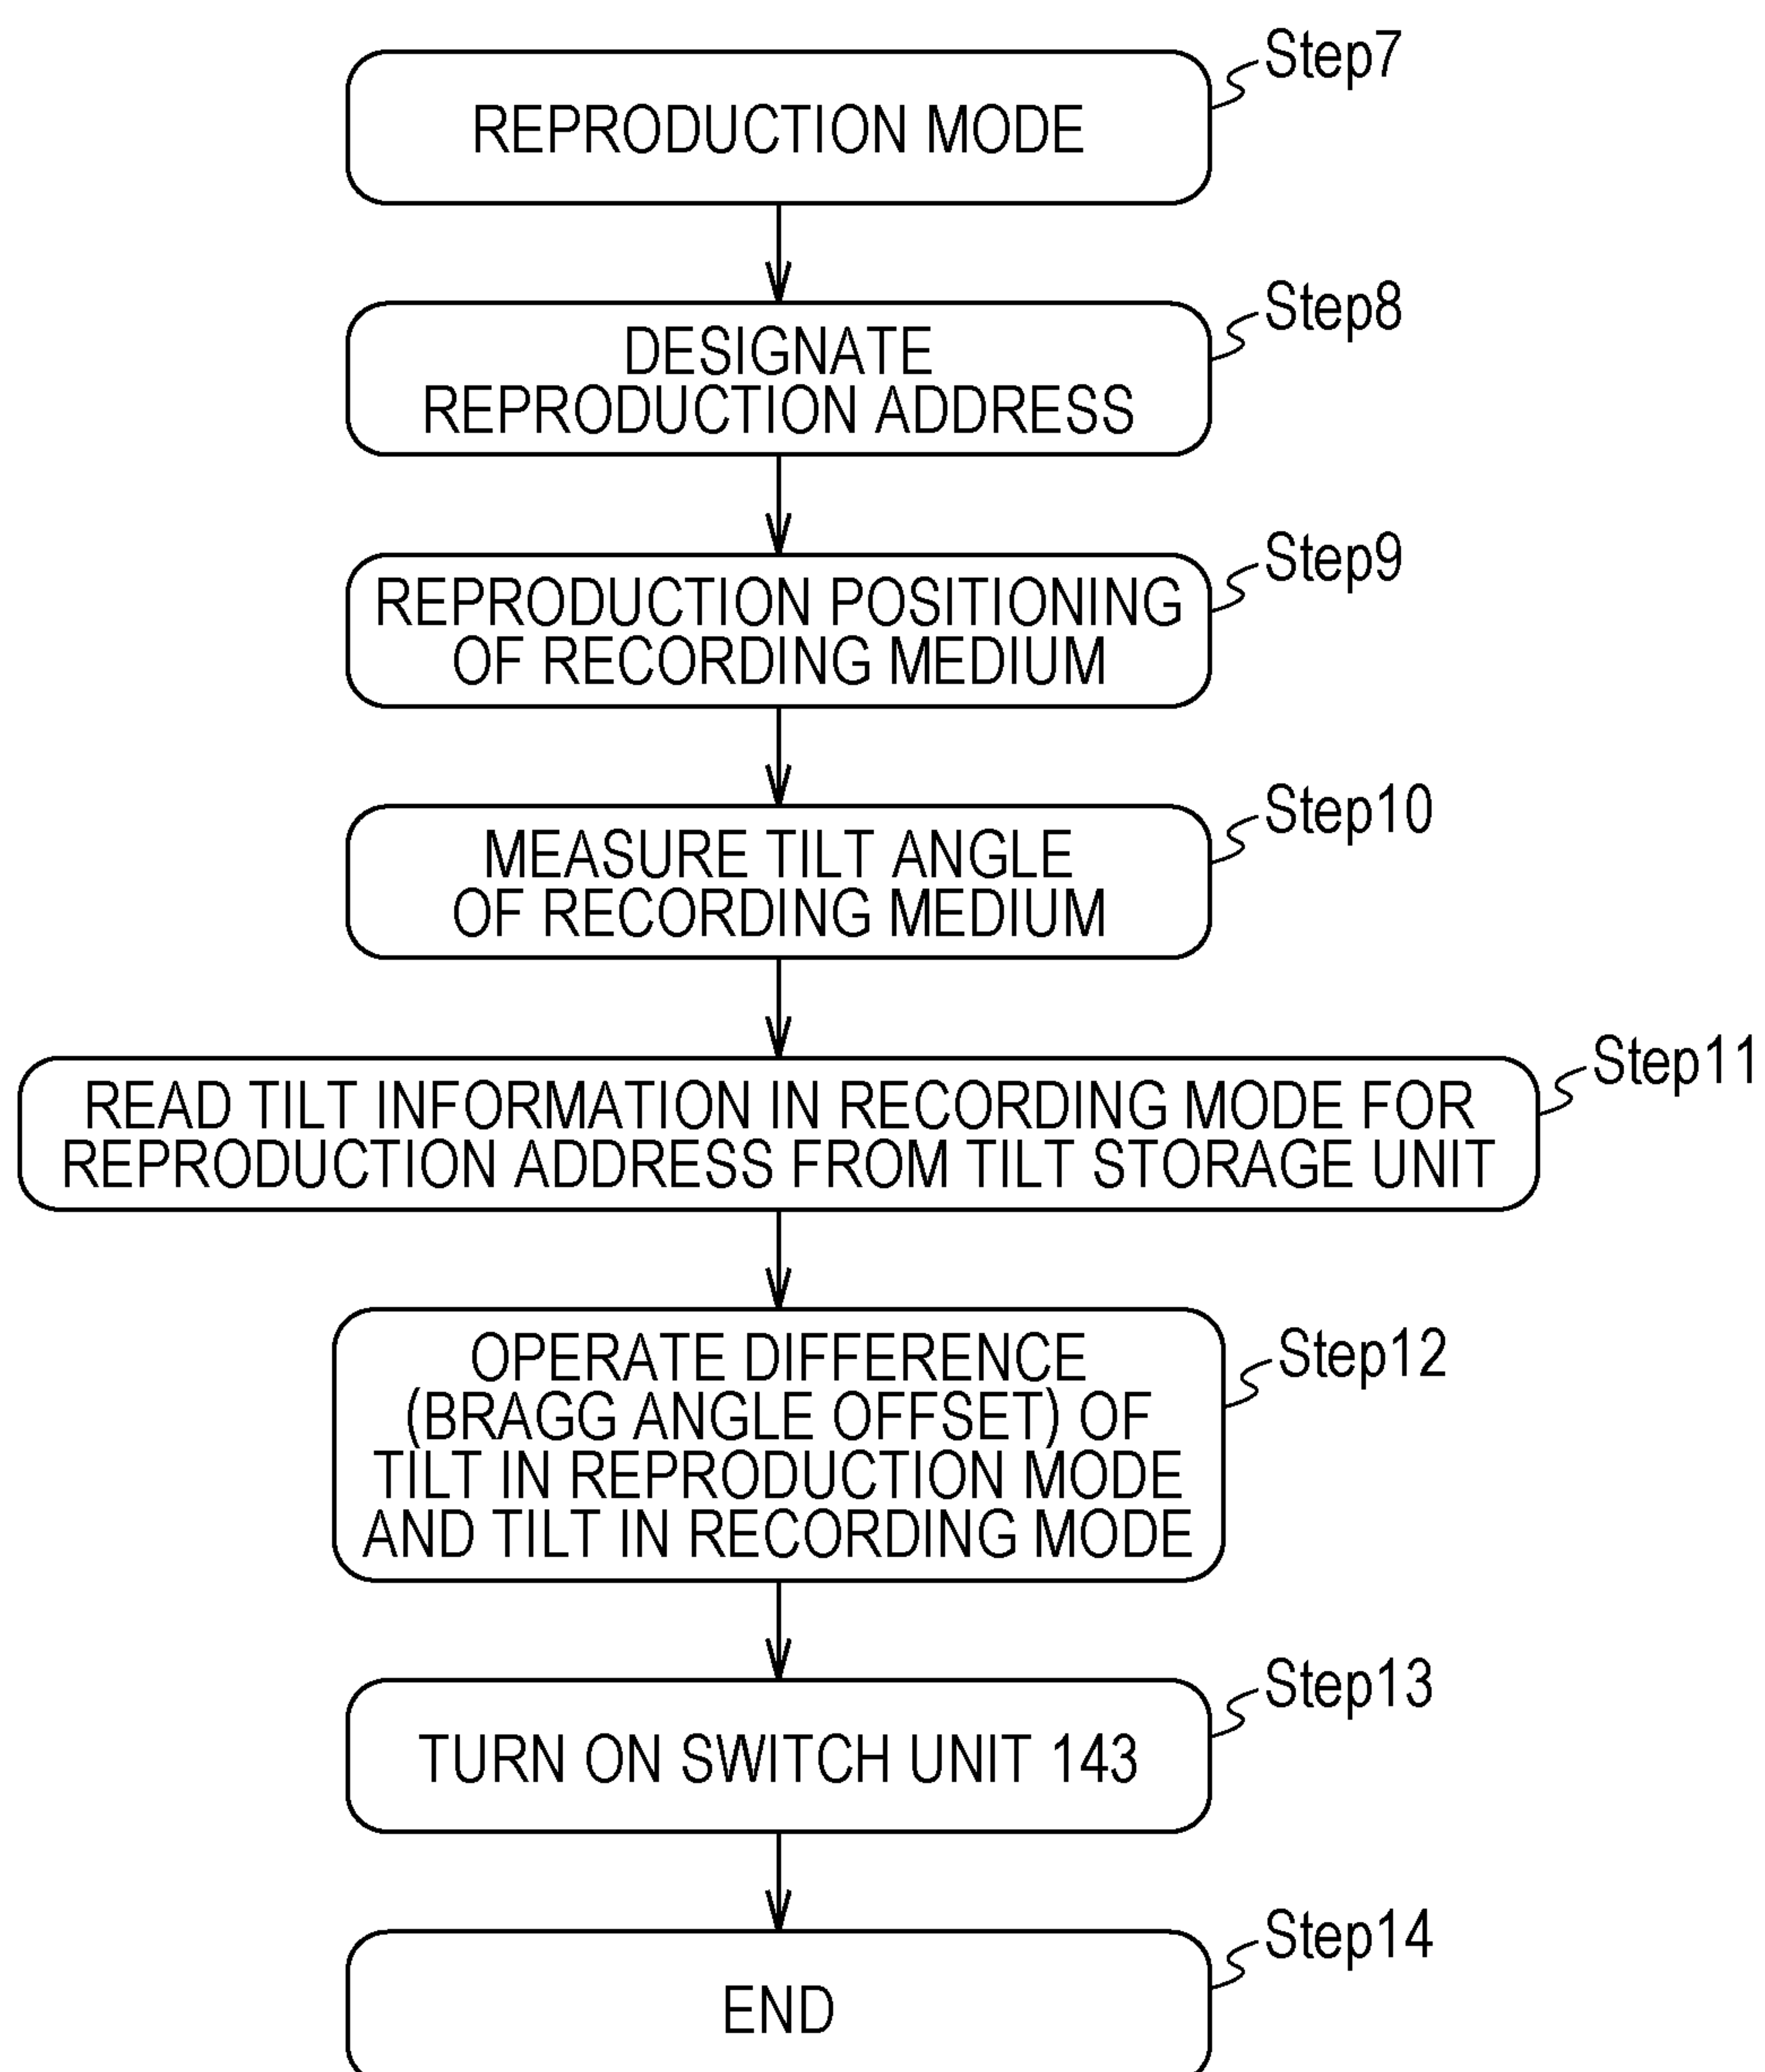 Step7
REPRODUCTION MODE
Step8
DESIGNATE
REPRODUCTION ADDRESS
Step9
REPRODUCTION POSITIONING
OF RECORDING MEDIUM
Step10
MEASURE TILT ANGLE
OF RECORDING MEDIUM
Step11
READ TILT INFORMATION IN RECORDING MODE FOR
REPRODUCTION ADDRESS FROM TILT STORAGE UNIT
Step12
OPERATE DIFFERENCE
(BRAGG ANGLE OFFSET) OF
TILT IN REPRODUCTION MODE
AND TILT IN RECORDING MODE
Step13
TURN ON SWITCH UNIT 143
Step14
END